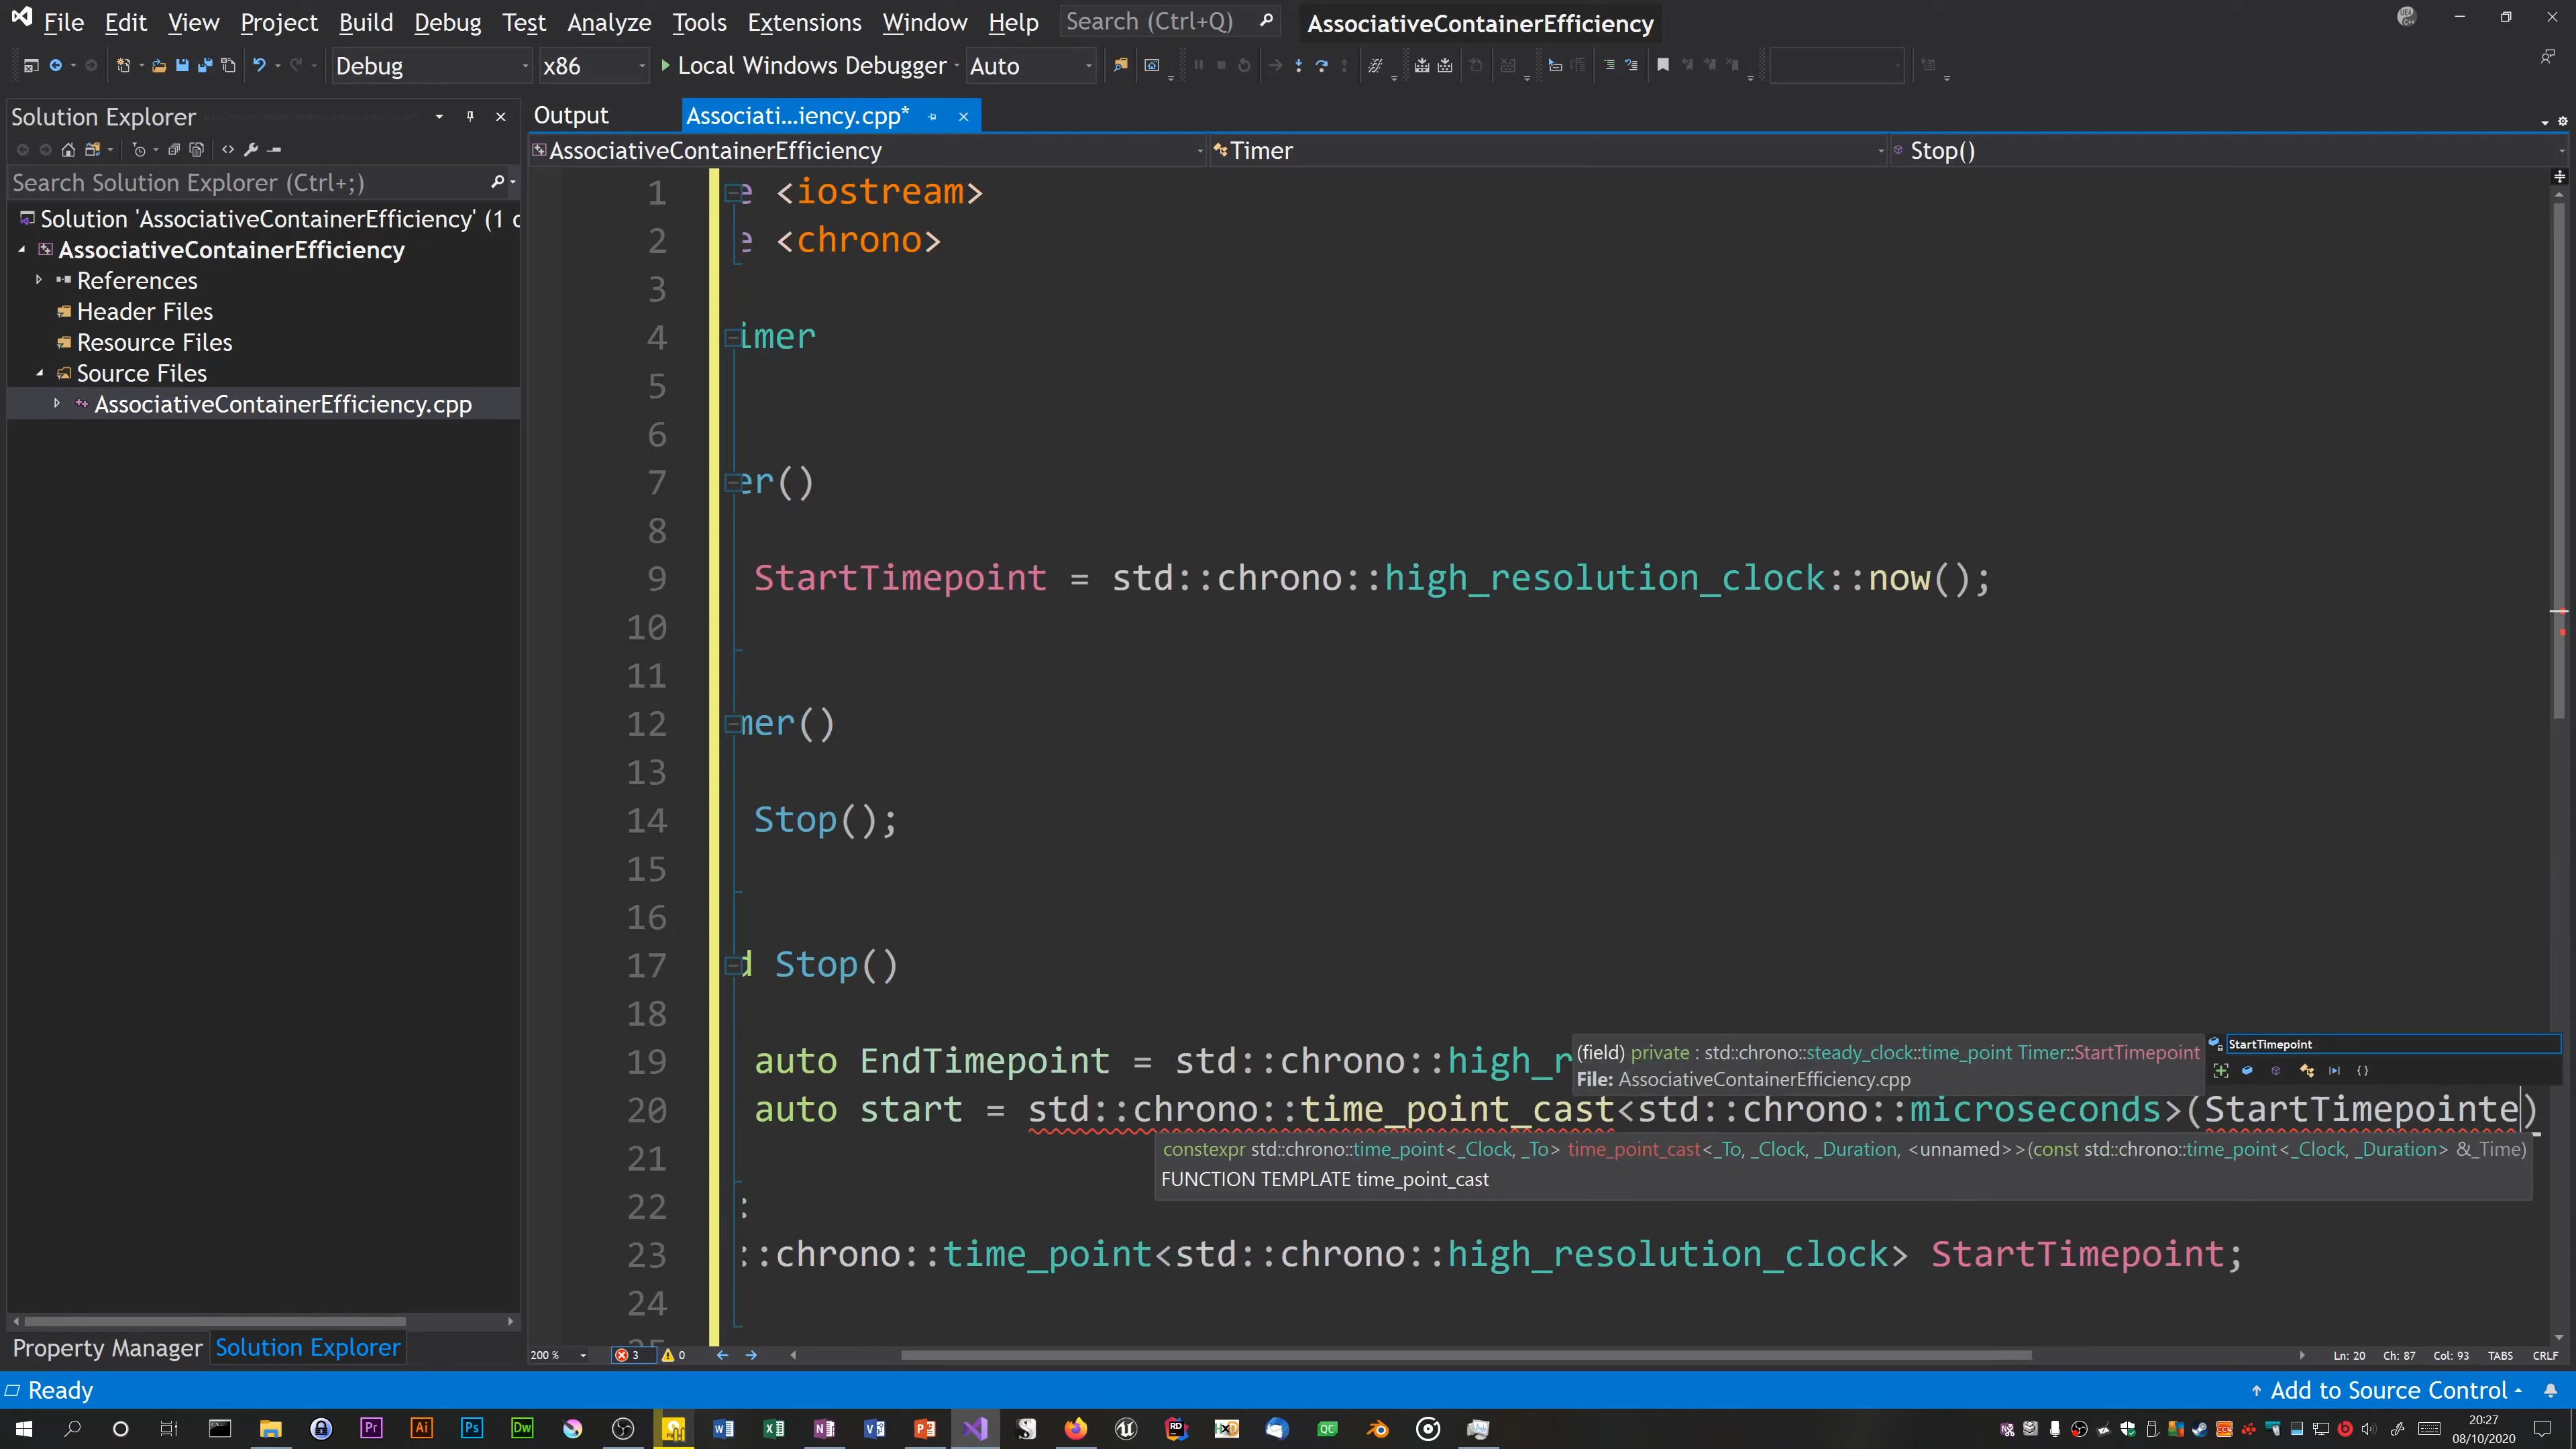 File Edit View Project Build Debug Test Analyze Tools Extensions Window Help Search (Ctrl+Q) AssociativeContainerEfficiency
Debug x86 Local Windows Debugger Auto
Solution Explorer
Output Associati...iency.cpp*
AssociativeContainerEfficiency Timer Stop()
Search Solution Explorer (Ctrl+;)
Solution 'AssociativeContainerEfficiency' (1 o
AssociativeContainerEfficiency
References
Header Files
Resource Files
Source Files
AssociativeContainerEfficiency.cpp
1 e <iostream>
2 e <chrono>
3
4 imer
5
6
7 er()
8
9 StartTimepoint = std::chrono::high_resolution_clock::now();
10
11
12 mer()
13
14 Stop();
15
16
17 d Stop()
18
19 auto EndTimepoint = std::chrono::high_r
(field) private : std::chrono::steady_clock::time_point Timer::StartTimepoint
File: AssociativeContainerEfficiency.cpp
StartTimepoint
20 auto start = std::chrono::time_point_cast<std::chrono::microseconds>(StartTimepointe)
21
constexpr std::chrono::time_point<_Clock, _To> time_point_cast<_To, _Clock, _Duration, <unnamed>>(const std::chrono::time_point<_Clock, _Duration> &_Time)
FUNCTION TEMPLATE time_point_cast
22 :
23 ::chrono::time_point<std::chrono::high_resolution_clock> StartTimepoint;
24
Property Manager Solution Explorer
200 % 3 0 Ln: 20 Ch: 87 Col: 93 TABS CRLF
Ready Add to Source Control
20:27
08/10/2020